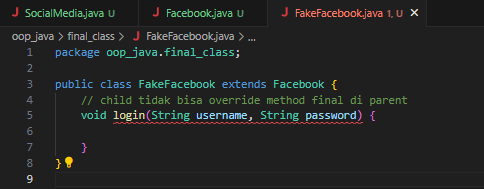 SocialMedia.java U
Facebook.java U
FakeFacebook.java 1, U
oop_java > final_class > FakeFacebook.java > ...
1 package oop_java.final_class;
2
3 public class FakeFacebook extends Facebook {
4 // child tidak bisa override method final di parent
5 void login(String username, String password) {
6
7 }
8 }
9